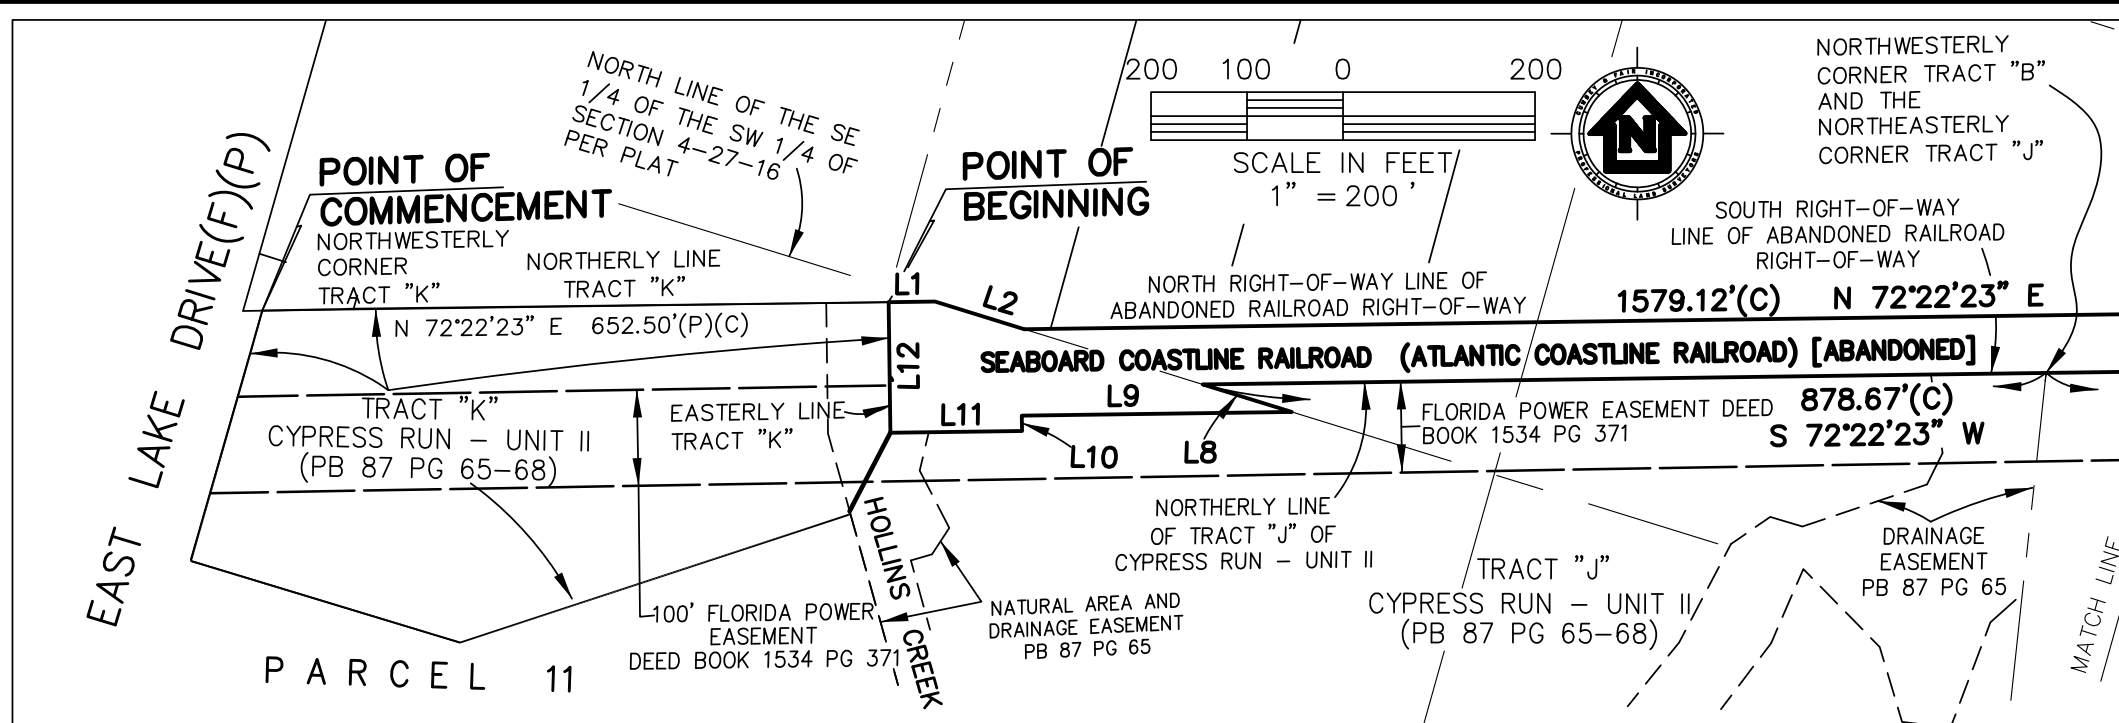 NORTH LINE OF THE SE
1/4 OF THE SW 1/4 OF
SECTION 4-27-16
PER PLAT
200 100 0 200
SCALE IN FEET
1" = 200 '
CUMBEY & FAIR INCORPORATED
PROFESSIONAL LAND SURVEYORS
N
NORTHWESTERLY
CORNER TRACT "B"
AND THE
NORTHEASTERLY
CORNER TRACT "J"
EAST LAKE DRIVE(F)(P)
POINT OF
COMMENCEMENT
NORTHWESTERLY
CORNER
TRACT "K"
NORTHERLY LINE
TRACT "K"
N 72°22'23" E 652.50'(P)(C)
POINT OF
BEGINNING
L1
L2
NORTH RIGHT-OF-WAY LINE OF
ABANDONED RAILROAD RIGHT-OF-WAY
SOUTH RIGHT-OF-WAY
LINE OF ABANDONED RAILROAD
RIGHT-OF-WAY
1579.12'(C) N 72°22'23" E
SEABOARD COASTLINE RAILROAD (ATLANTIC COASTLINE RAILROAD) [ABANDONED]
L12
L9
L11
L10
L8
TRACT "K"
CYPRESS RUN - UNIT II
(PB 87 PG 65-68)
EASTERLY LINE
TRACT "K"
FLORIDA POWER EASEMENT DEED
BOOK 1534 PG 371
878.67'(C)
S 72°22'23" W
NORTHERLY LINE
OF TRACT "J" OF
CYPRESS RUN - UNIT II
TRACT "J"
CYPRESS RUN - UNIT II
(PB 87 PG 65-68)
DRAINAGE
EASEMENT
PB 87 PG 65
MATCH LINE
HOLLINS CREEK
NATURAL AREA AND
DRAINAGE EASEMENT
PB 87 PG 65
100' FLORIDA POWER
EASEMENT
DEED BOOK 1534 PG 371
PARCEL 11